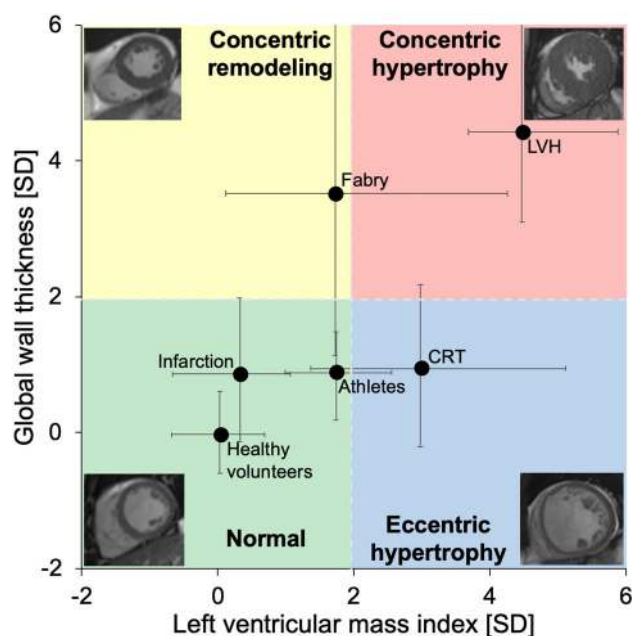 6
Concentric
remodeling
Concentric
hypertrophy
LVH
4
Fabry
Global wall thickness [SD]
2
Infarction
CRT
Athletes
0
Healthy
volunteers
Normal
Eccentric
hypertrophy
-2
-2
0
2
4
6
Left ventricular mass index [SD]